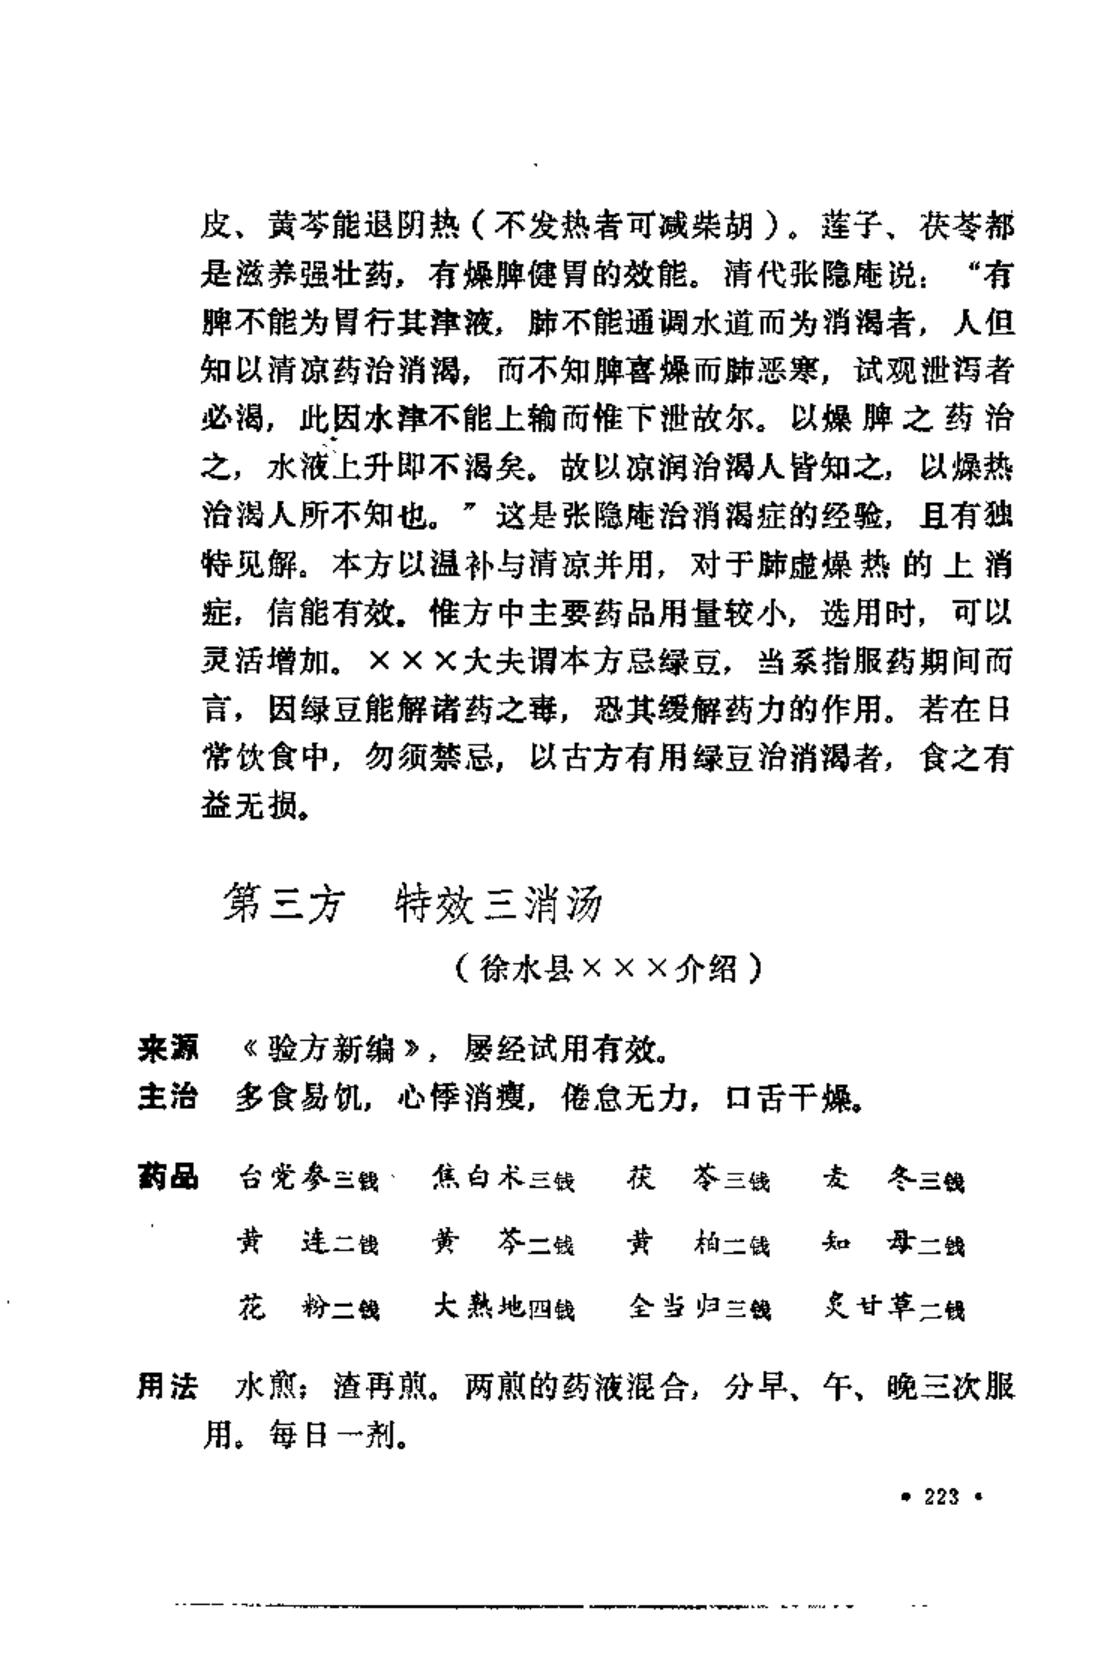 皮、黄芩能退阴热（不发热者可减柴胡）。莲子、茯苓都
是滋养强壮药，有燥脾健胃的效能。清代张隐庵说：“有
脾不能为胃行其津液，肺不能通调水道而为消渴者，人但
知以清凉药治消渴，而不知脾喜燥而肺恶寒，试观泄泻者
必渴，此因水津不能上输而惟下泄故尔。以燥脾之药治
之，水液上升即不渴矣。故以凉润治渴人皆知之，以燥热
治渴人所不知也。”这是张隐庵治消渴症的经验，且有独
特见解。本方以温补与清凉并用，对于肺虚燥热的上消
症，信能有效。惟方中主要药品用量较小，选用时，可以
灵活增加。×××大夫谓本方忌绿豆，当系指服药期间而
言，因绿豆能解诸药之毒，恐其缓解药力的作用。若在日
常饮食中，勿须禁忌，以古方有用绿豆治消渴者，食之有
益无损。
第三方 特效三消汤
（徐水县×××介绍）
来源 《验方新编》，屡经试用有效。
主治 多食易饥，心悸消瘦，倦怠无力，口舌干燥。
药品 台党参三钱 焦白术三钱 茯 苓三钱 麦 冬三钱
黄 连二钱 黄 芩二钱 黄 柏二钱 知 母二钱
花 粉二钱 大熟地四钱 全当归三钱 炙甘草二钱
用法 水煎；渣再煎。两煎的药液混合，分早、午、晚三次服
用。每日一剂。
• 223 •